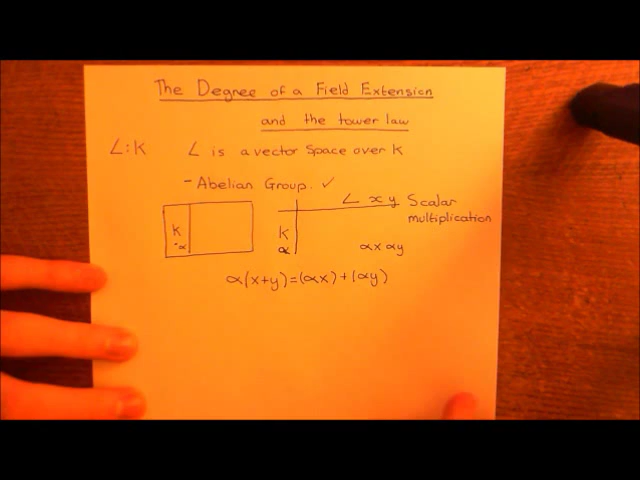 The Degree of a Field Extension
and the tower law
L:K L is a vector space over K
- Abelian Group. ✓
L x y Scalar
multiplication
K K
·α α αx αy
α(x+y)=(αx)+(αy)